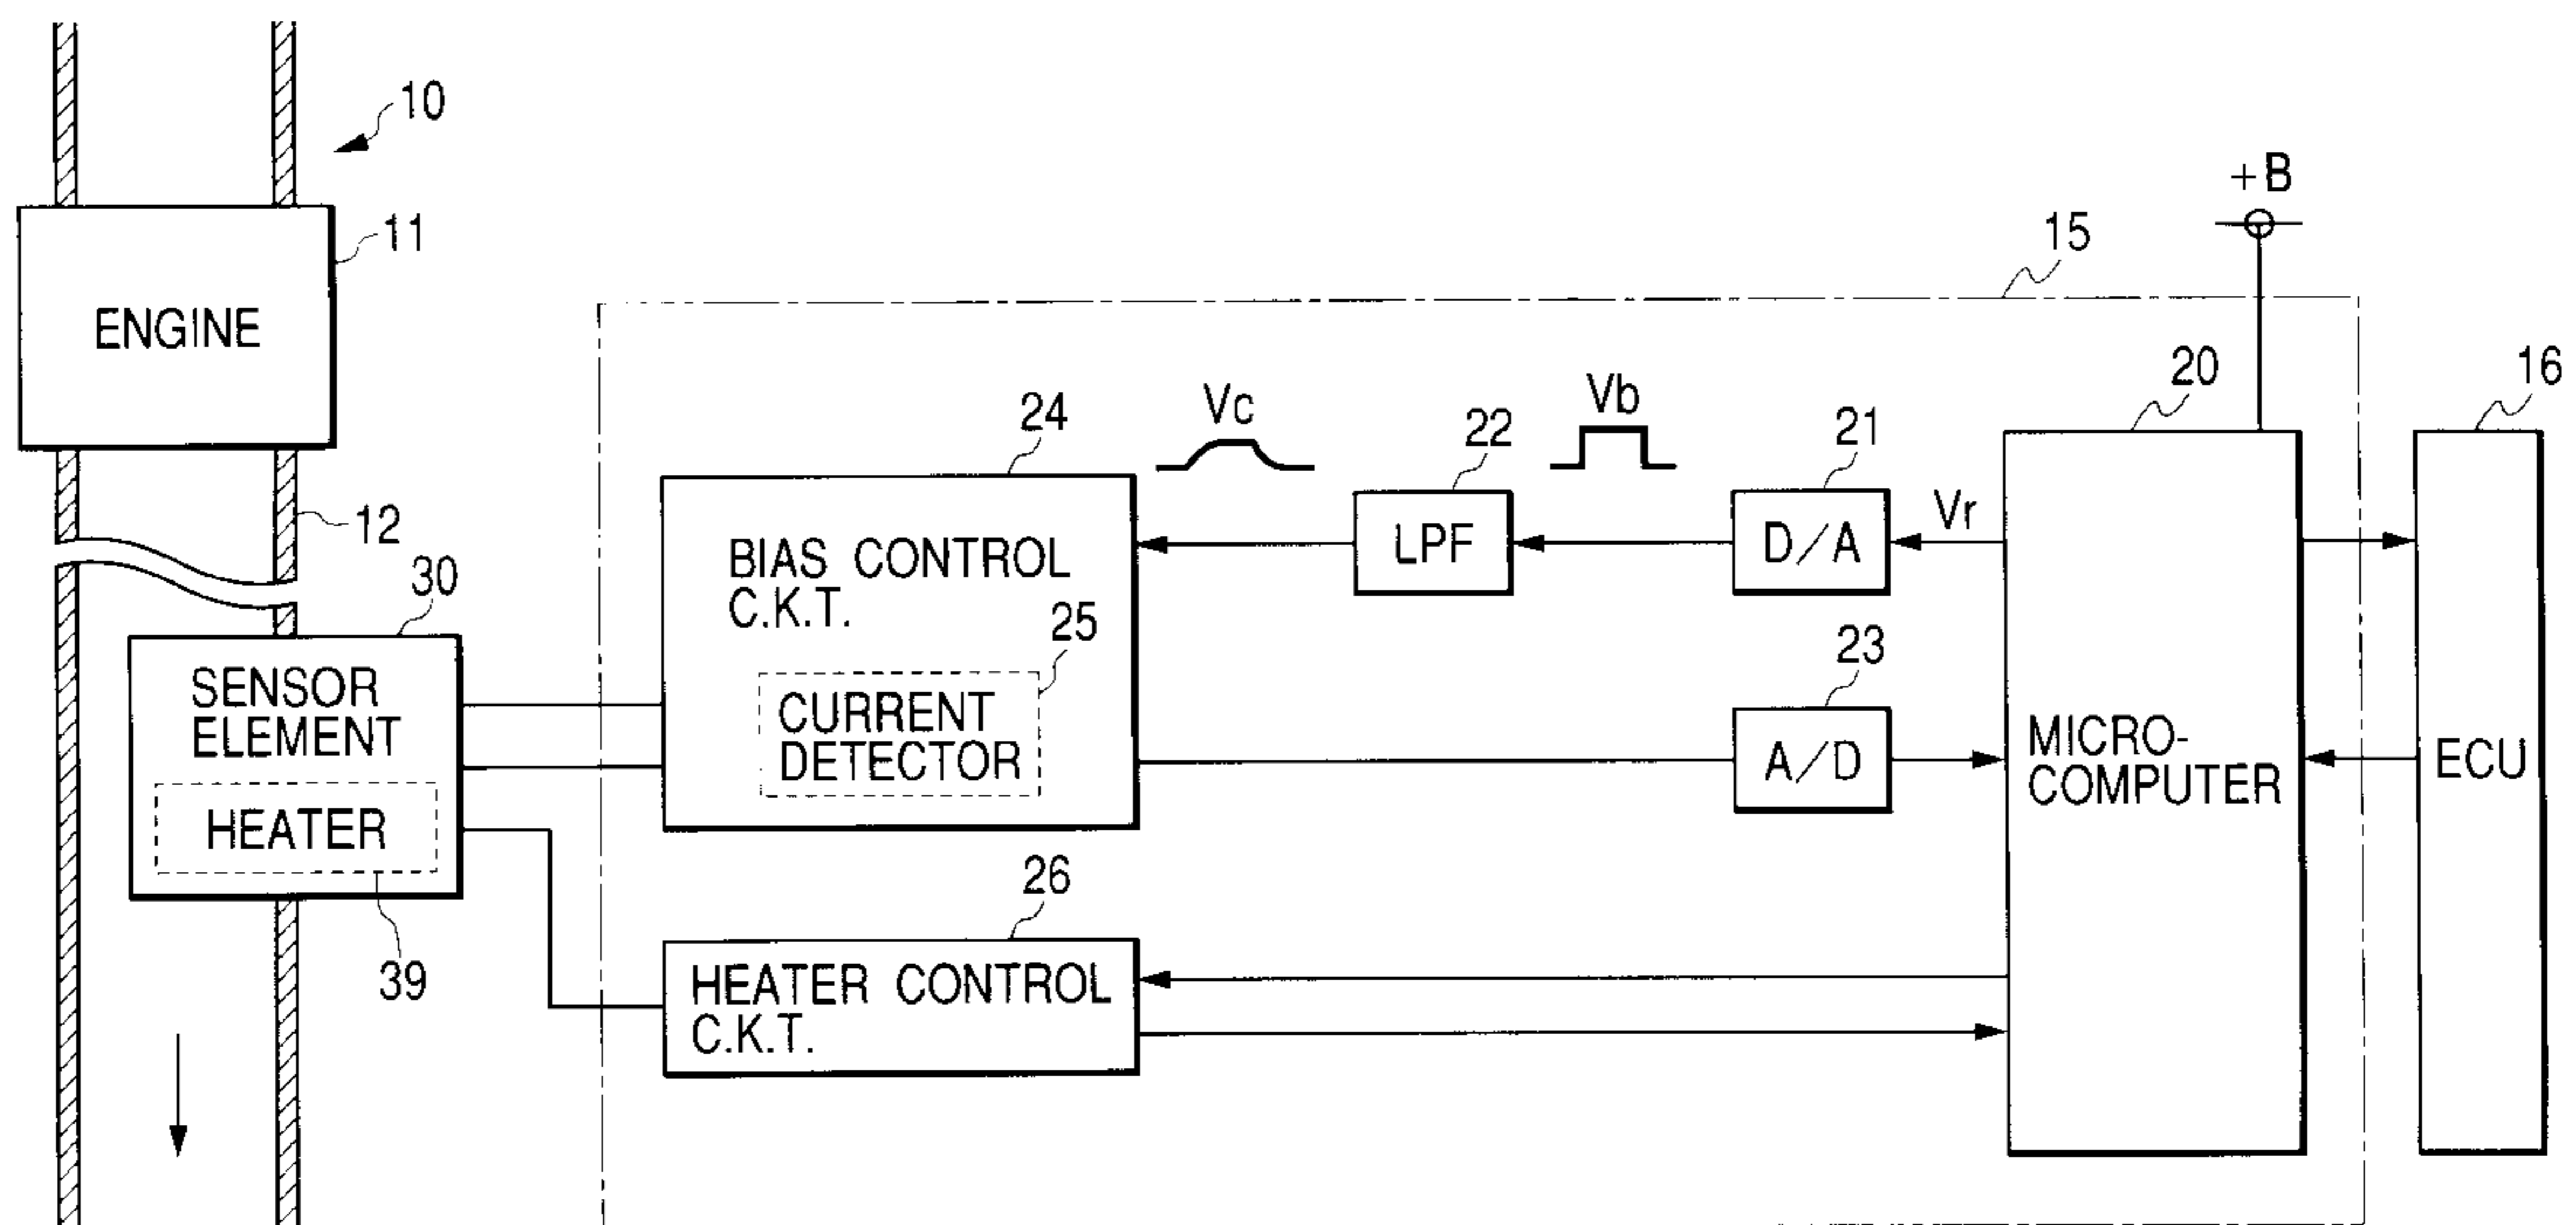 10
+B
11
15
ENGINE
20
16
24
Vc
22
Vb
21
Vr
12
LPF
D/A
BIAS CONTROL
C.K.T.
30
25
23
SENSOR
ELEMENT
CURRENT
DETECTOR
A/D
MICRO-
COMPUTER
ECU
HEATER
26
39
HEATER CONTROL
C.K.T.